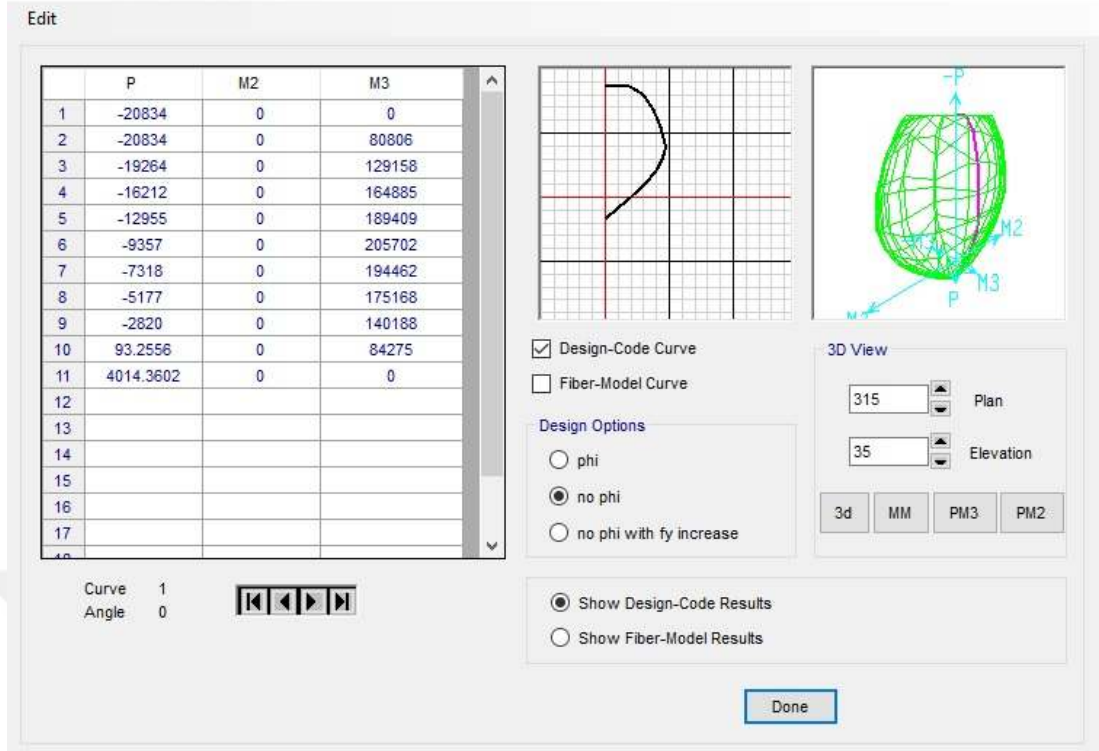 Edit
P M2 M3
1 -20834 0 0
2 -20834 0 80806
3 -19264 0 129158
4 -16212 0 164885
5 -12955 0 189409
6 -9357 0 205702
7 -7318 0 194462
8 -5177 0 175168
9 -2820 0 140188
10 93.2556 0 84275
11 4014.3602 0 0
12
13
14
15
16
17
Curve 1
Angle 0
Design-Code Curve
Fiber-Model Curve
Design Options
phi
no phi
no phi with fy increase
-P
M2
M3
P
3D View
315 Plan
35 Elevation
3d MM PM3 PM2
Show Design-Code Results
Show Fiber-Model Results
Done